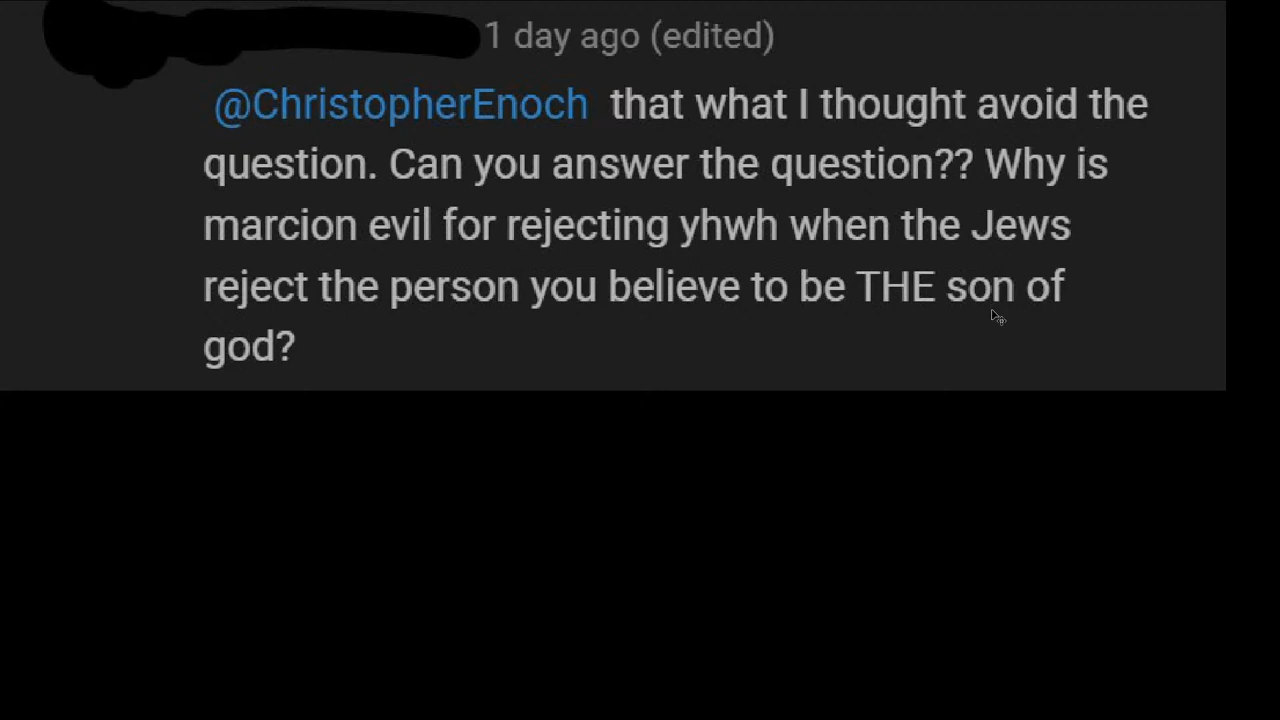 1 day ago (edited)
@ChristopherEnoch that what I thought avoid the
question. Can you answer the question?? Why is
marcion evil for rejecting yhwh when the Jews
reject the person you believe to be THE son of
god?